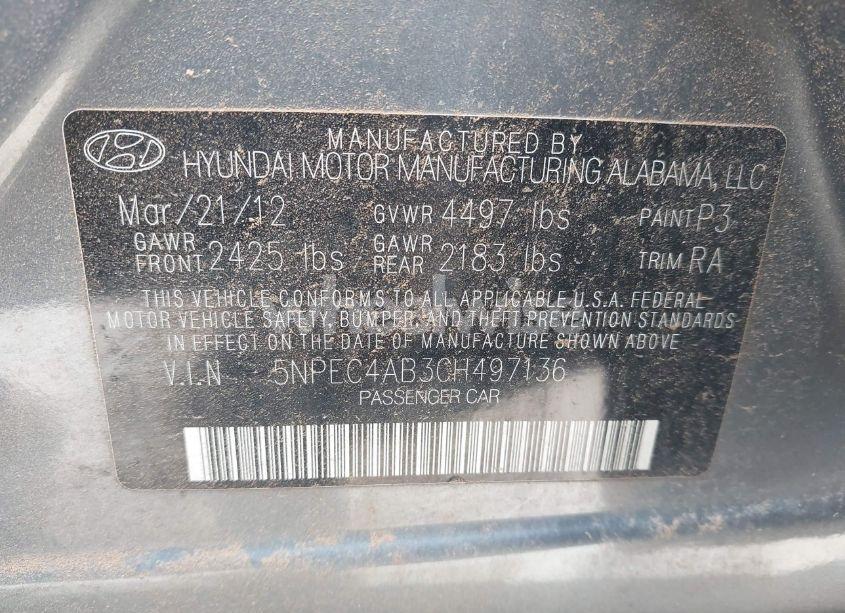 MANUFACTURED BY
HYUNDAI MOTOR MANUFACTURING ALABAMA, LLC
Mar/21/12 GVWR 4497 lbs PAINT P3
GAWR FRONT 2425 lbs GAWR REAR 2183 lbs TRIM RA
THIS VEHICLE CONFORMS TO ALL APPLICABLE U.S.A. FEDERAL
MOTOR VEHICLE SAFETY, BUMPER, AND THEFT PREVENTION STANDARDS
IN EFFECT ON THE DATE OF MANUFACTURE SHOWN ABOVE
V.I.N 5NPEC4AB3CH497136
PASSENGER CAR